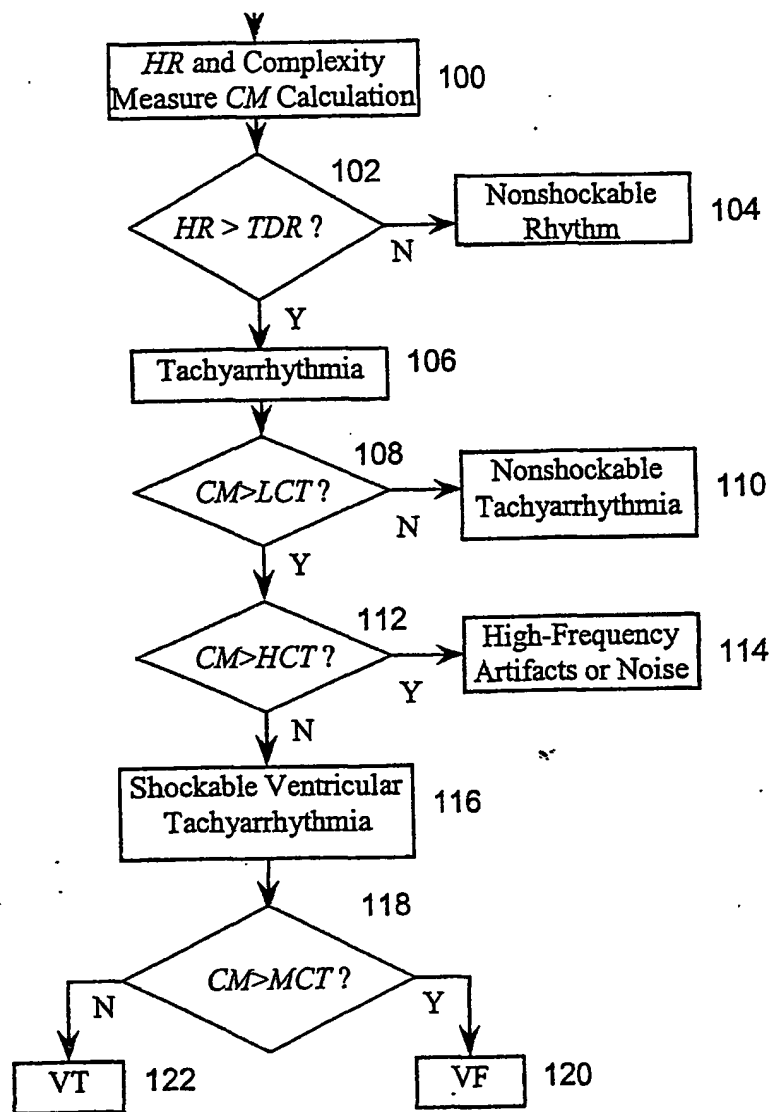 HR and Complexity
Measure CM Calculation
100
102
HR > TDR ?
N
Nonshockable
Rhythm
104
Y
Tachyarrhythmia
106
108
CM>LCT ?
N
Nonshockable
Tachyarrhythmia
110
Y
112
CM>HCT ?
Y
High-Frequency
Artifacts or Noise
114
N
Shockable Ventricular
Tachyarrhythmia
116
118
CM>MCT ?
N
Y
VT
122
VF
120